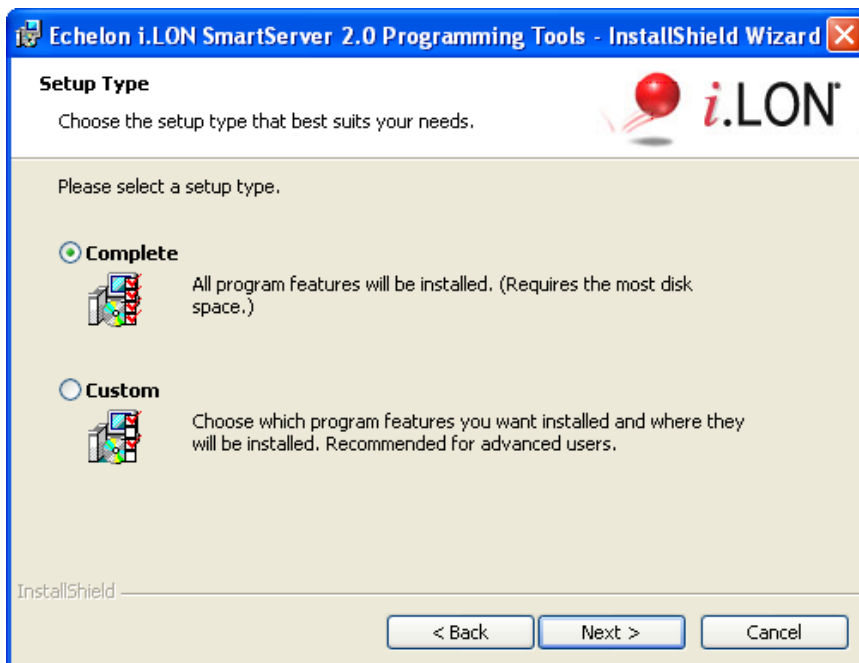 Echelon i.LON SmartServer 2.0 Programming Tools - InstallShield Wizard
Setup Type
Choose the setup type that best suits your needs.
i.LON
Please select a setup type.
Complete
All program features will be installed. (Requires the most disk
space.)
Custom
Choose which program features you want installed and where they
will be installed. Recommended for advanced users.
InstallShield
< Back
Next >
Cancel